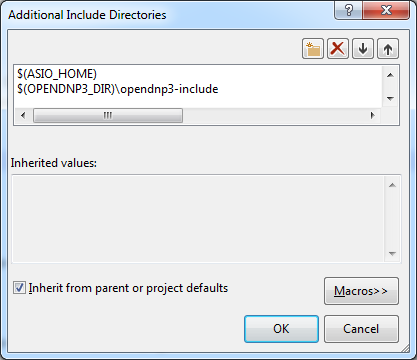 Additional Include Directories
$(ASIO_HOME)
$(OPENDNP3_DIR)\opendnp3-include
Inherited values:
Inherit from parent or project defaults
Macros>>
OK
Cancel